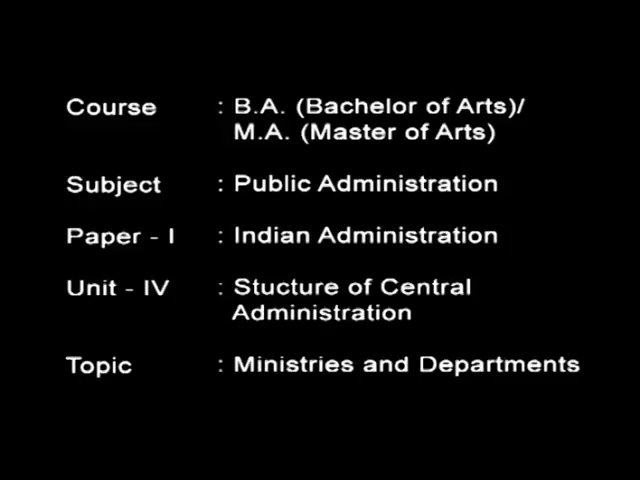 Course : B.A. (Bachelor of Arts)/
M.A. (Master of Arts)
Subject : Public Administration
Paper - I : Indian Administration
Unit - IV : Stucture of Central
Administration
Topic : Ministries and Departments